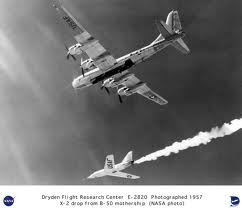 Dryden Flight Research Center   E-2820   Photographed 1957
X-2 drop from B-50 mothership   (NASA photo)